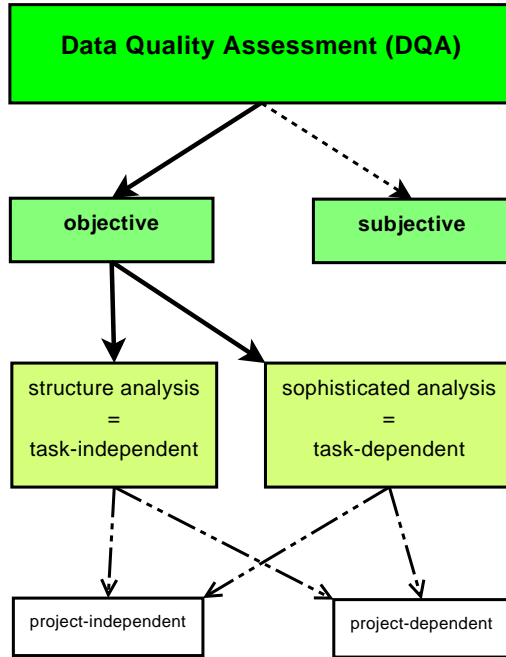 Data Quality Assessment (DQA)
objective
subjective
structure analysis
=
task-independent
sophisticated analysis
=
task-dependent
project-independent
project-dependent